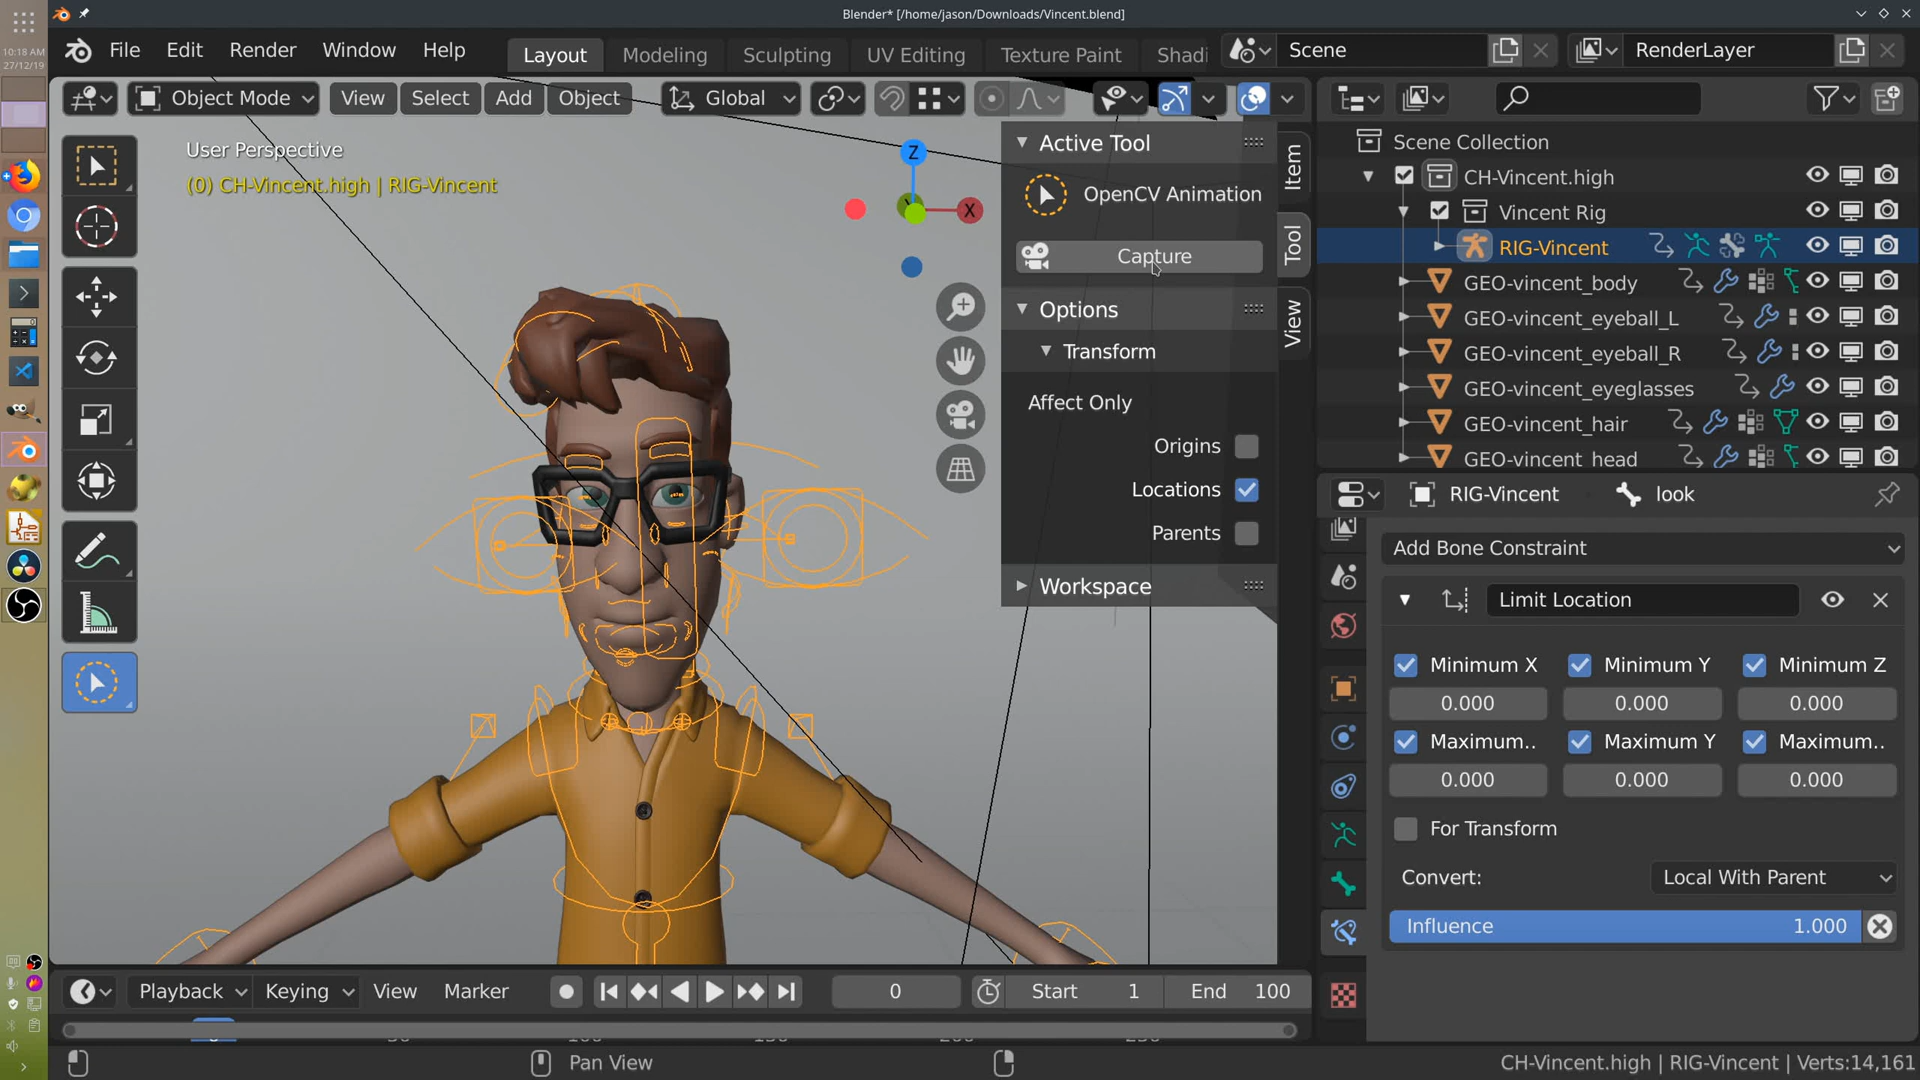 Blender* [/home/jason/Downloads/Vincent.blend]
10:18 AM
27/12/19
File Edit Render Window Help
Layout Modeling Sculpting UV Editing Texture Paint Shadi
Scene
RenderLayer
Object Mode View Select Add Object Global
User Perspective
(0) CH-Vincent.high | RIG-Vincent
Z
Y
X
Active Tool
OpenCV Animation
Capture
Options
Transform
Affect Only
Origins
Locations
Parents
Workspace
Item
Tool
View
Scene Collection
CH-Vincent.high
Vincent Rig
RIG-Vincent
GEO-vincent_body
GEO-vincent_eyeball_L
GEO-vincent_eyeball_R
GEO-vincent_eyeglasses
GEO-vincent_hair
GEO-vincent_head
RIG-Vincent look
Add Bone Constraint
Limit Location
Minimum X Minimum Y Minimum Z
0.000 0.000 0.000
Maximum.. Maximum Y Maximum..
0.000 0.000 0.000
For Transform
Convert: Local With Parent
Influence 1.000
Playback Keying View Marker 0 Start 1 End 100
Pan View
CH-Vincent.high | RIG-Vincent | Verts:14,161